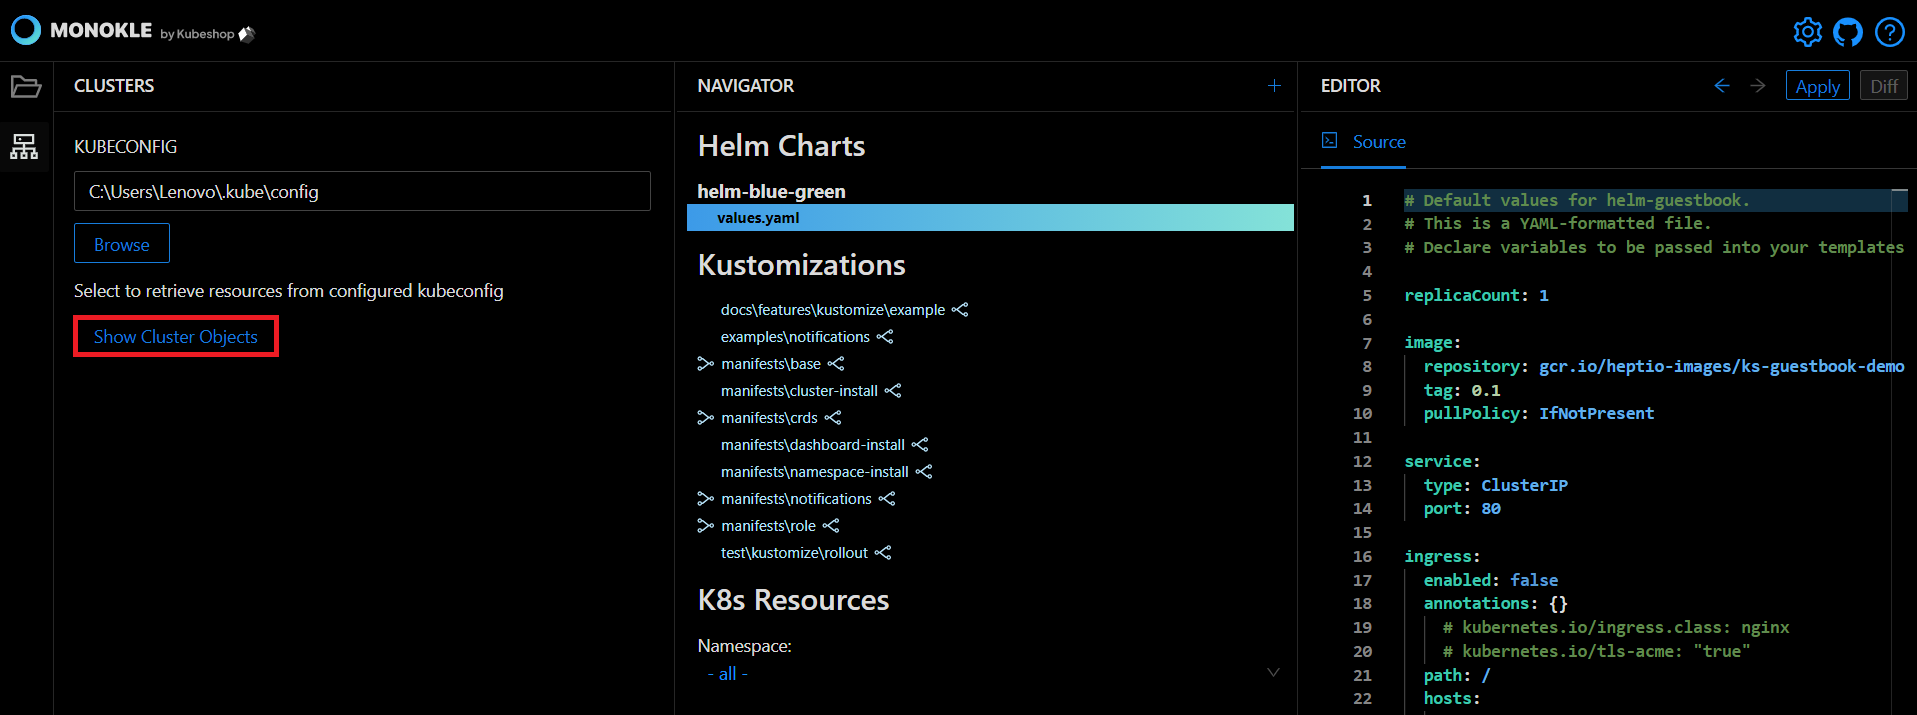 MONOKLE by Kubeshop
CLUSTERS
KUBECONFIG
C:\Users\Lenovo\.kube\config
Browse
Select to retrieve resources from configured kubeconfig
Show Cluster Objects
NAVIGATOR
Helm Charts
helm-blue-green
values.yaml
Kustomizations
docs\features\kustomize\example
examples\notifications
manifests\base
manifests\cluster-install
manifests\crds
manifests\dashboard-install
manifests\namespace-install
manifests\notifications
manifests\role
test\kustomize\rollout
K8s Resources
Namespace:
- all -
EDITOR
Apply
Diff
Source
1 # Default values for helm-guestbook.
2 # This is a YAML-formatted file.
3 # Declare variables to be passed into your templates
4
5 replicaCount: 1
6
7 image:
8 repository: gcr.io/heptio-images/ks-guestbook-demo
9 tag: 0.1
10 pullPolicy: IfNotPresent
11
12 service:
13 type: ClusterIP
14 port: 80
15
16 ingress:
17 enabled: false
18 annotations: {}
19 # kubernetes.io/ingress.class: nginx
20 # kubernetes.io/tls-acme: "true"
21 path: /
22 hosts: